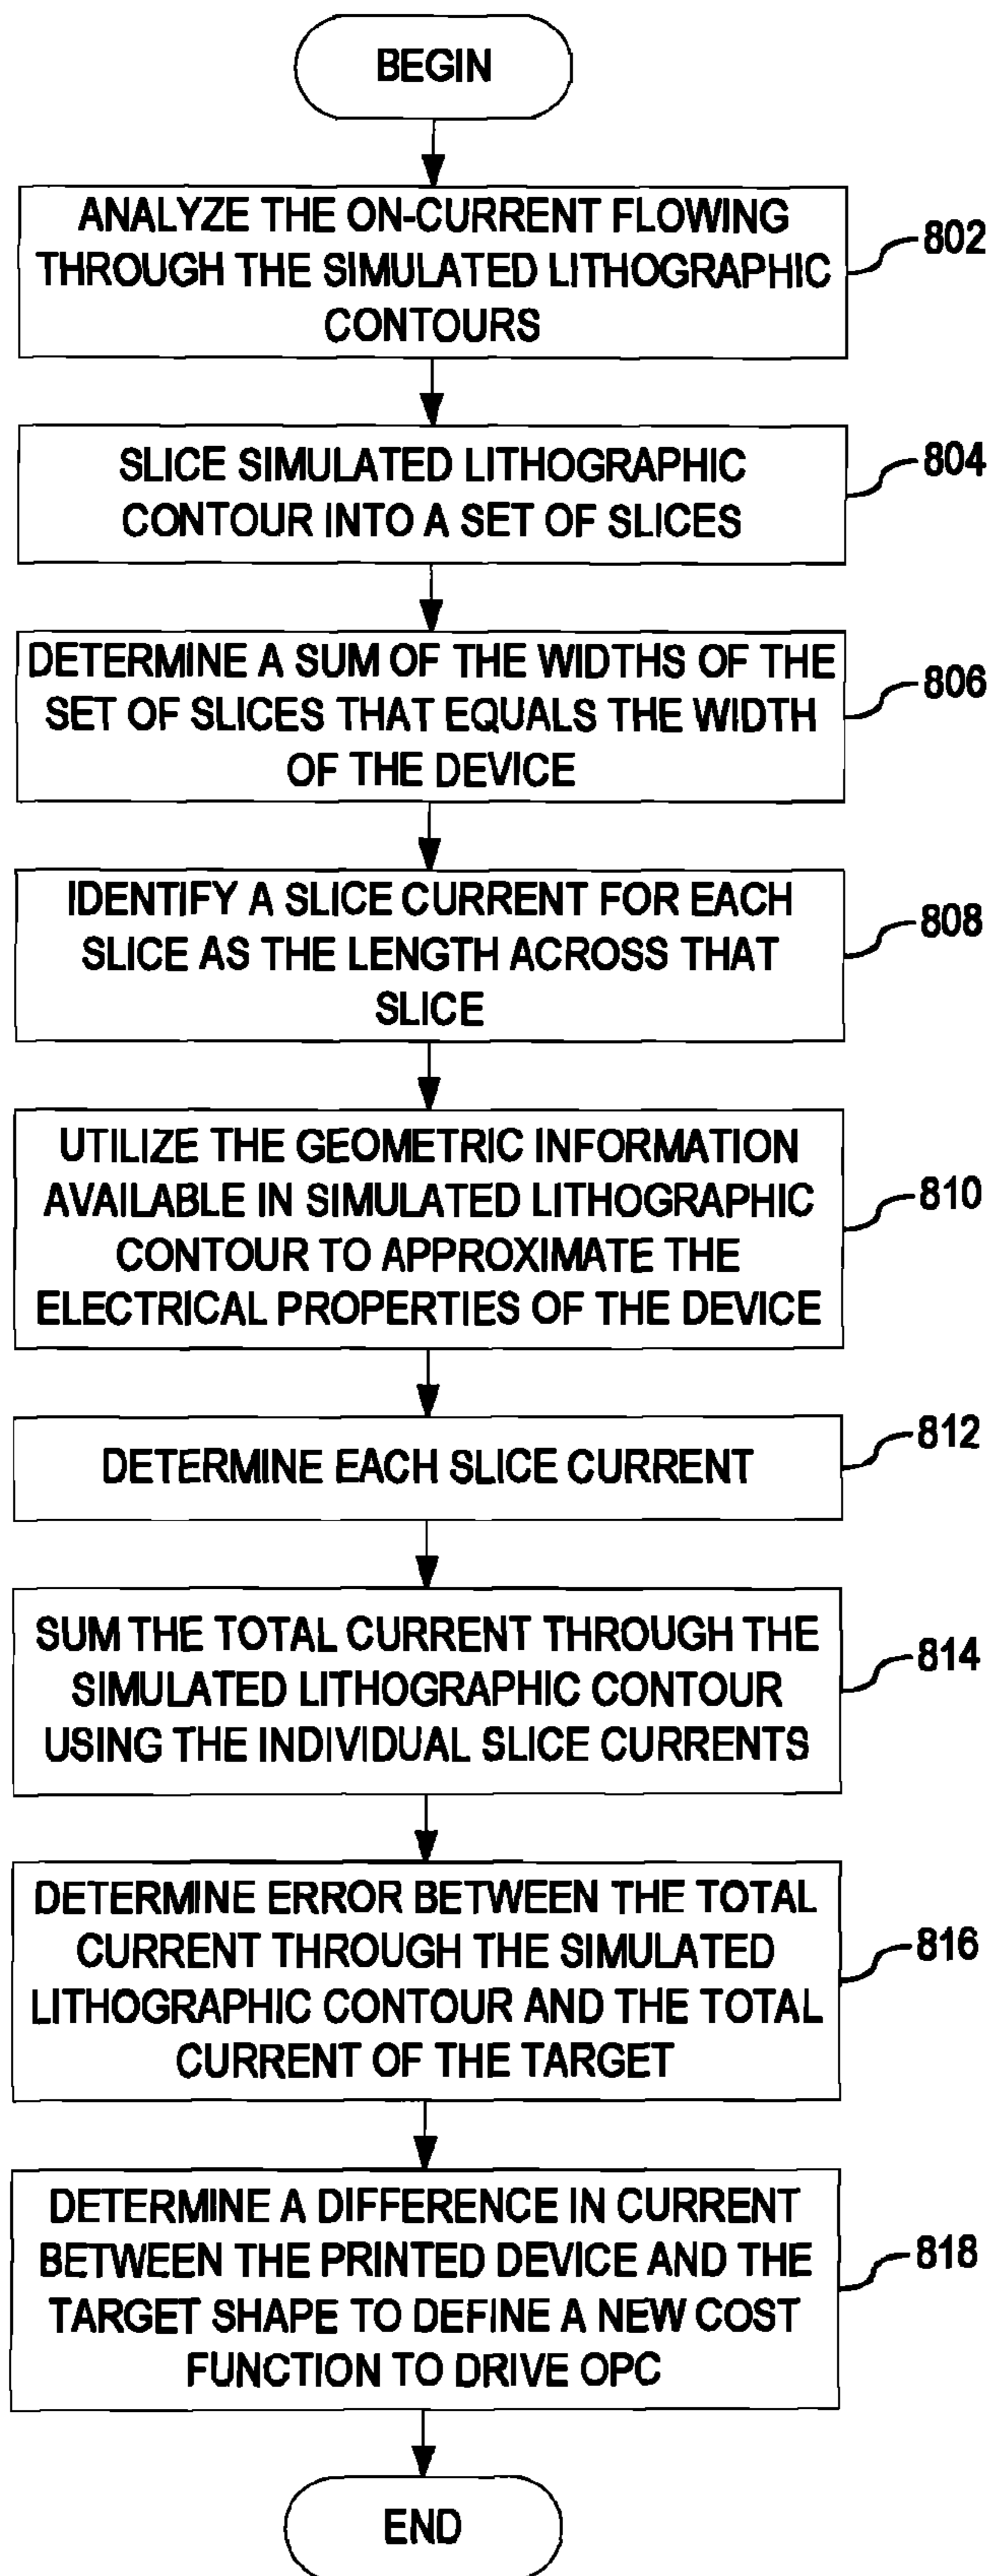 BEGIN
ANALYZE THE ON-CURRENT FLOWING
THROUGH THE SIMULATED LITHOGRAPHIC
CONTOURS
802
SLICE SIMULATED LITHOGRAPHIC
CONTOUR INTO A SET OF SLICES
804
DETERMINE A SUM OF THE WIDTHS OF THE
SET OF SLICES THAT EQUALS THE WIDTH
OF THE DEVICE
806
IDENTIFY A SLICE CURRENT FOR EACH
SLICE AS THE LENGTH ACROSS THAT
SLICE
808
UTILIZE THE GEOMETRIC INFORMATION
AVAILABLE IN SIMULATED LITHOGRAPHIC
CONTOUR TO APPROXIMATE THE
ELECTRICAL PROPERTIES OF THE DEVICE
810
DETERMINE EACH SLICE CURRENT
812
SUM THE TOTAL CURRENT THROUGH THE
SIMULATED LITHOGRAPHIC CONTOUR
USING THE INDIVIDUAL SLICE CURRENTS
814
DETERMINE ERROR BETWEEN THE TOTAL
CURRENT THROUGH THE SIMULATED
LITHOGRAPHIC CONTOUR AND THE TOTAL
CURRENT OF THE TARGET
816
DETERMINE A DIFFERENCE IN CURRENT
BETWEEN THE PRINTED DEVICE AND THE
TARGET SHAPE TO DEFINE A NEW COST
FUNCTION TO DRIVE OPC
818
END